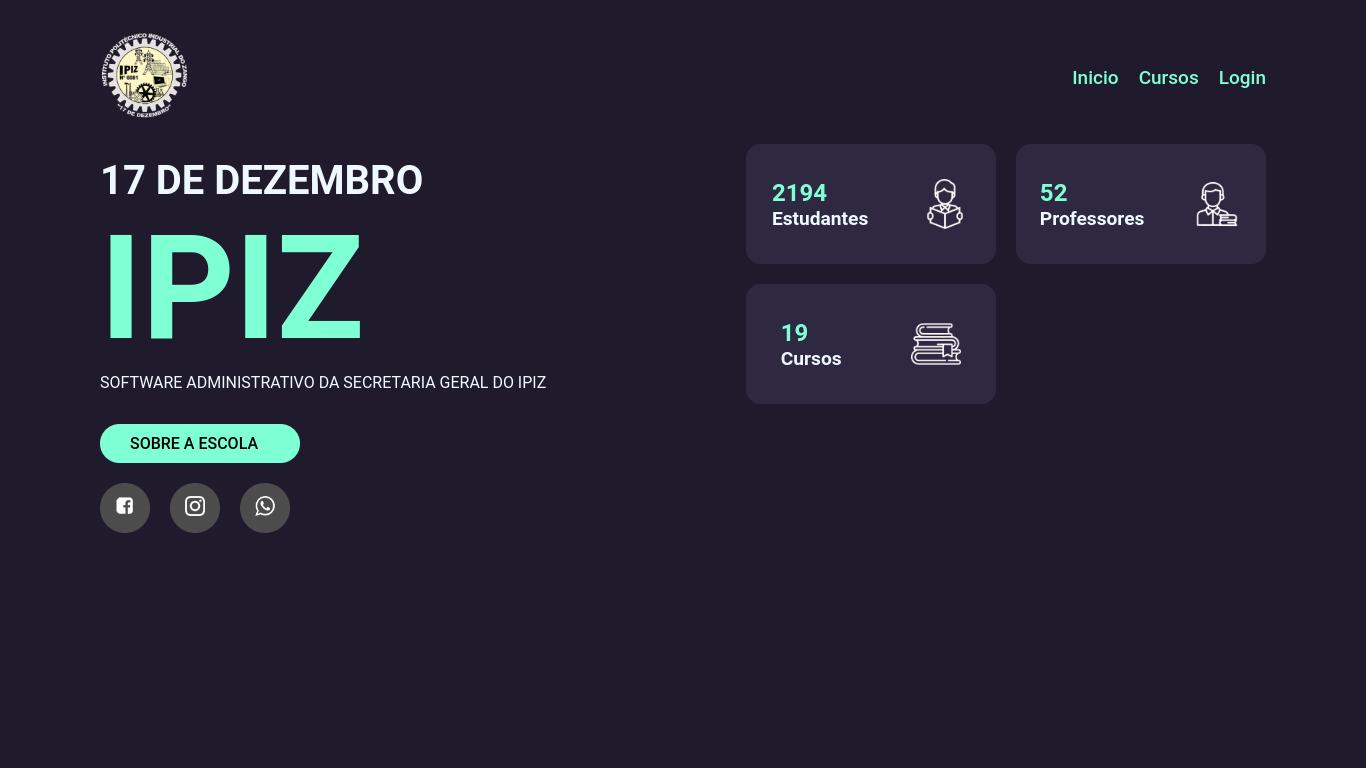 INSTITUTO POLITÉCNICO INDUSTRIAL DO ZANGO
IPIZ
Nº 6081
"17 DE DEZEMBRO"
Inicio
Cursos
Login
17 DE DEZEMBRO
IPIZ
SOFTWARE ADMINISTRATIVO DA SECRETARIA GERAL DO IPIZ
SOBRE A ESCOLA
2194
Estudantes
52
Professores
19
Cursos